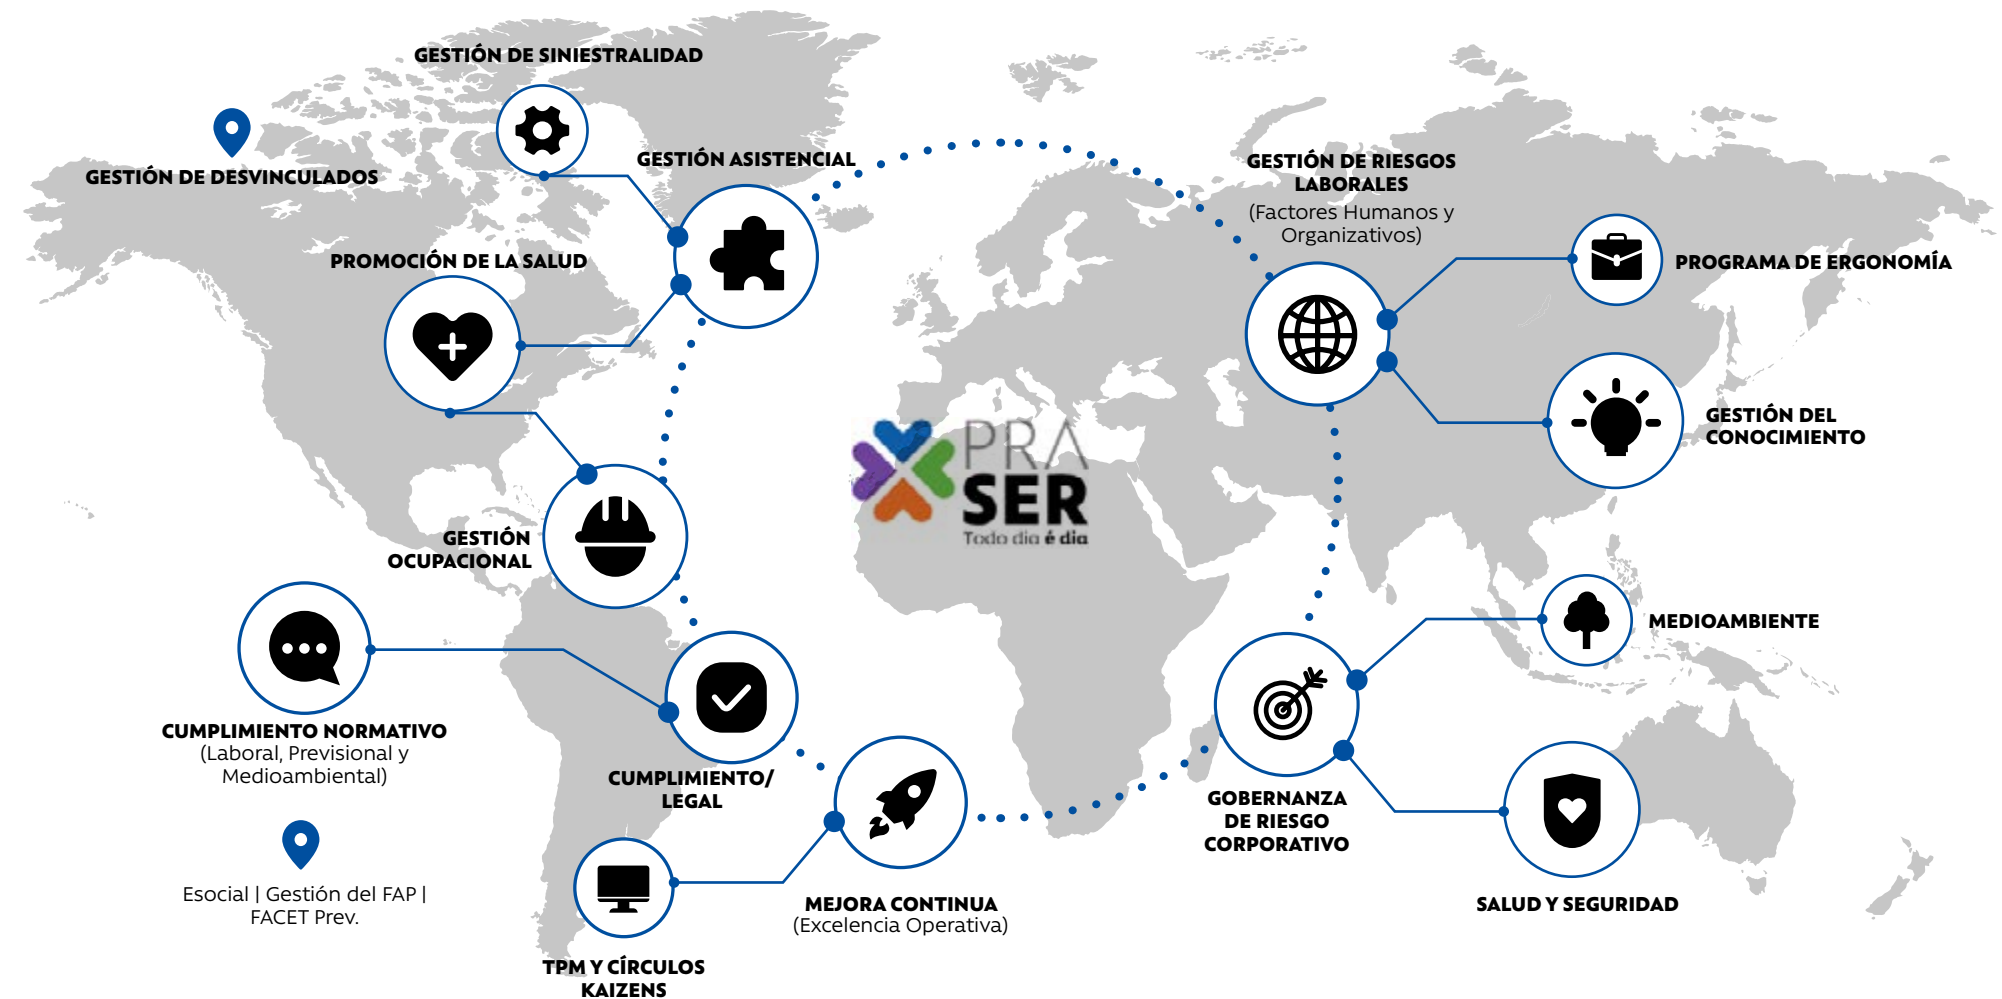 GESTIÓN DE SINIESTRALIDAD
GESTIÓN DE DESVINCULADOS
GESTIÓN ASISTENCIAL
PROMOCIÓN DE LA SALUD
GESTIÓN
OCUPACIONAL
CUMPLIMIENTO NORMATIVO
(Laboral, Previsional y
Medioambiental)
Esocial | Gestión del FAP |
FACET Prev.
CUMPLIMIENTO/
LEGAL
TPM Y CÍRCULOS
KAIZENS
MEJORA CONTINUA
(Excelencia Operativa)
PRA
SER
Todo dia é dia
GESTIÓN DE RIESGOS
LABORALES
(Factores Humanos y
Organizativos)
PROGRAMA DE ERGONOMÍA
GESTIÓN DEL
CONOCIMIENTO
MEDIOAMBIENTE
GOBERNANZA
DE RIESGO
CORPORATIVO
SALUD Y SEGURIDAD